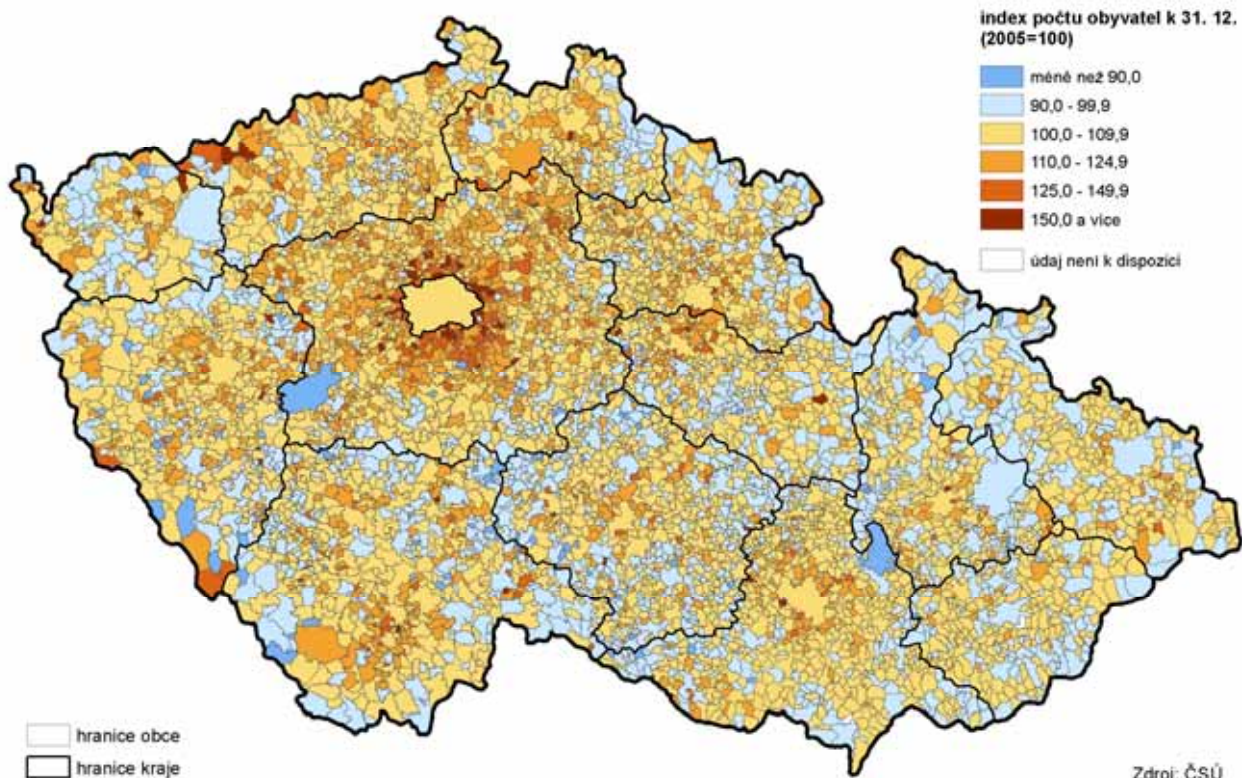 index počtu obyvatel k 31. 12.
(2005=100)
méně než 90,0
90,0 - 99,9
100,0 - 109,9
110,0 - 124,9
125,0 - 149,9
150,0 a více
údaj není k dispozici
hranice obce
hranice kraje
Zdroj: ČSÚ